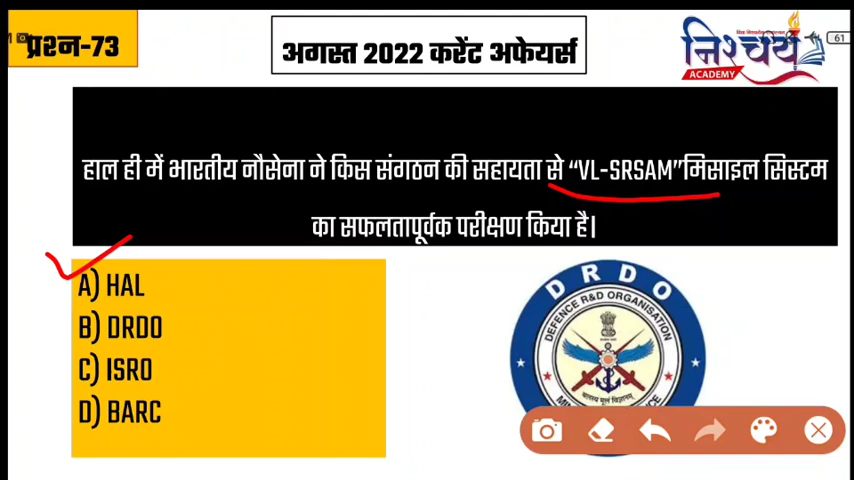 प्रश्न-73
अगस्त 2022 करेंट अफेयर्स
निश्चय
ACADEMY
61
हाल ही में भारतीय नौसेना ने किस संगठन की सहायता से “VL-SRSAM”मिसाइल सिस्टम
का सफलतापूर्वक परीक्षण किया है।
A) HAL
B) DRDO
C) ISRO
D) BARC
DRDO
DEFENCE R&D ORGANISATION